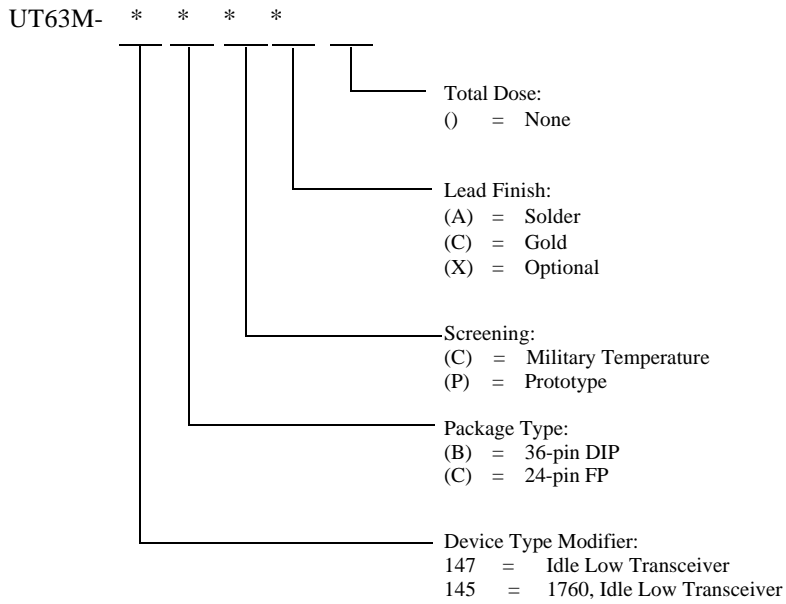 UT63M- * * * *
Total Dose:
() = None
Lead Finish:
(A) = Solder
(C) = Gold
(X) = Optional
Screening:
(C) = Military Temperature
(P) = Prototype
Package Type:
(B) = 36-pin DIP
(C) = 24-pin FP
Device Type Modifier:
147 = Idle Low Transceiver
145 = 1760, Idle Low Transceiver